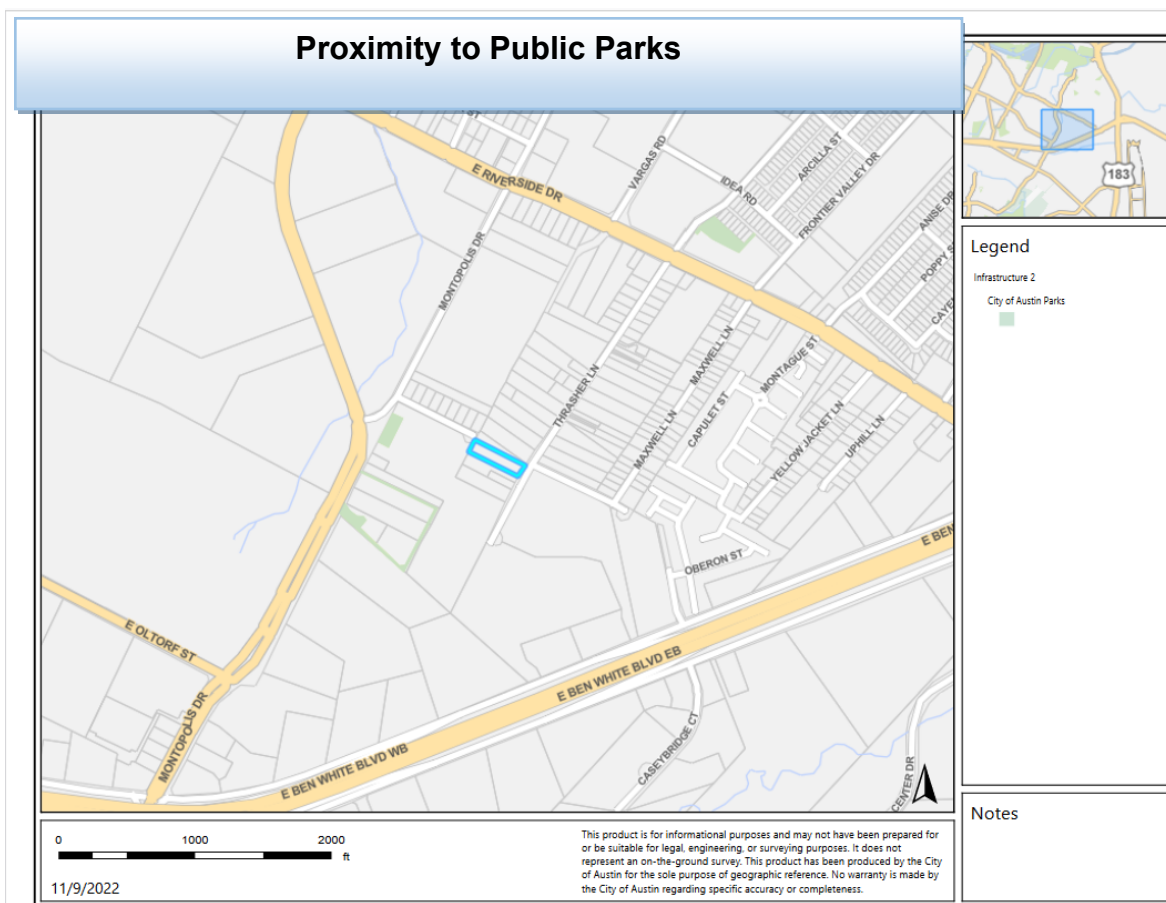 Proximity to Public Parks
ST
E RIVERSIDE DR
VARGAS RD
IDEA RD
ARCILLA ST
FRONTIER VALLEY DR
ANISE DR
MONTOPOLIS DR
THRASHER LN
MAXWELL LN
MAXWELL LN
CAPULET ST
MONTAGUE ST
YELLOW JACKET LN
UPHILL LN
OBERON ST
E BEN
E OLTORF ST
MONTOPOLIS DR
E BEN WHITE BLVD EB
E BEN WHITE BLVD WB
CASEYBRIDGE CT
CENTER DR
POPPY S
CAYE
183
Legend
Infrastructure 2
City of Austin Parks
Notes
0 1000 2000
ft
11/9/2022
This product is for informational purposes and may not have been prepared for
or be suitable for legal, engineering, or surveying purposes. It does not
represent an on-the-ground survey. This product has been produced by the City
of Austin for the sole purpose of geographic reference. No warranty is made by
the City of Austin regarding specific accuracy or completeness.